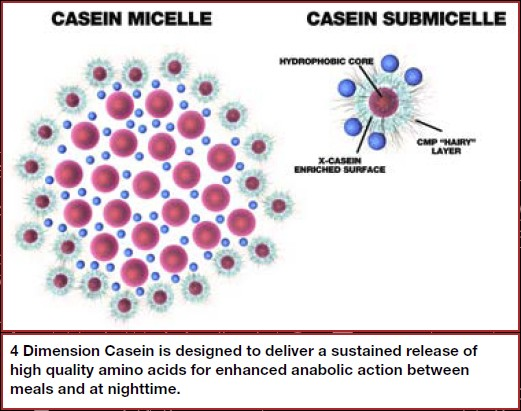 CASEIN MICELLE
CASEIN SUBMICELLE
HYDROPHOBIC CORE
CMP "HAIRY"
LAYER
X-CASEIN
ENRICHED SURFACE
4 Dimension Casein is designed to deliver a sustained release of
high quality amino acids for enhanced anabolic action between
meals and at nighttime.